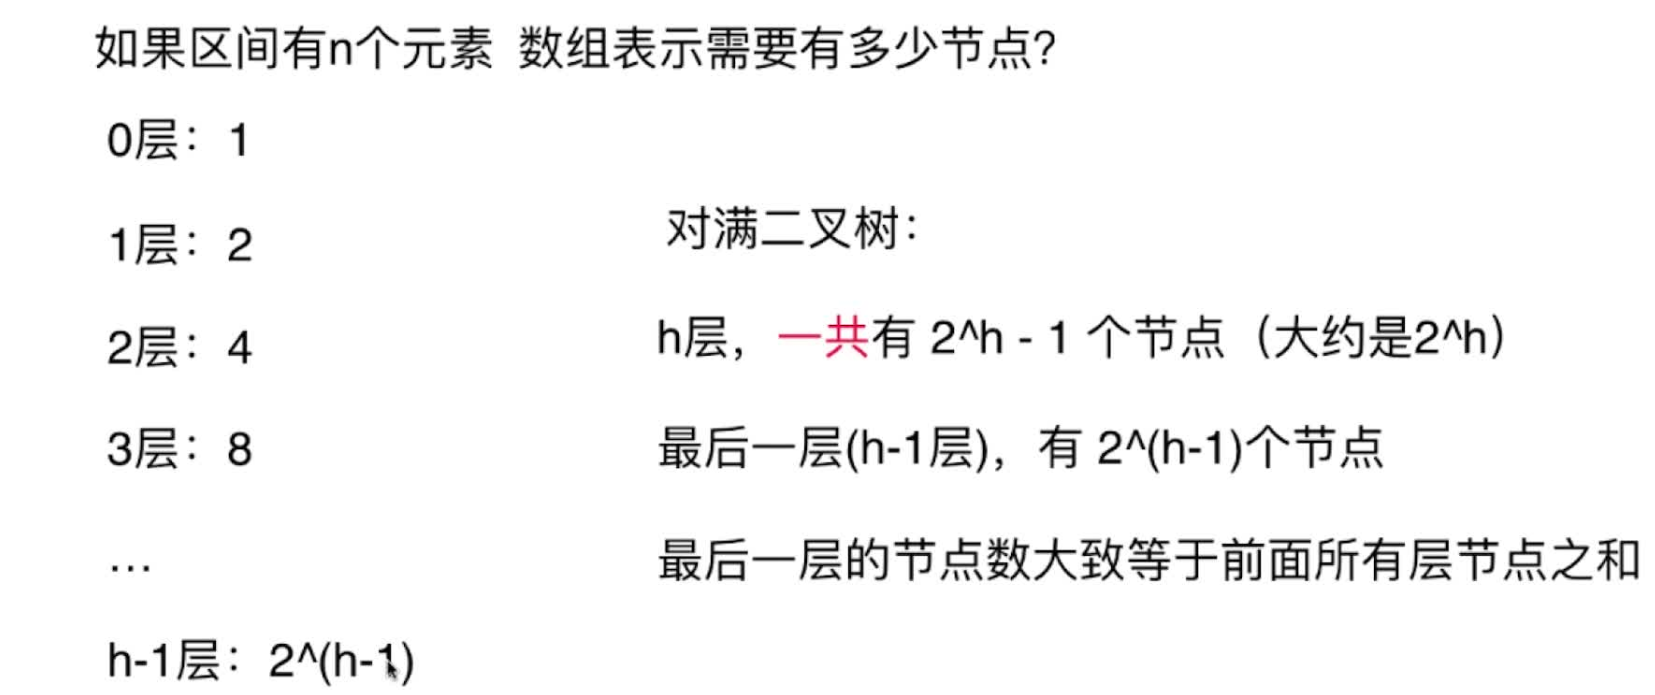 如果区间有n个元素 数组表示需要有多少节点?
0层：1
1层：2
2层：4
3层：8
...
h-1层：2^(h-1)
对满二叉树：
h层，一共有 2^h - 1 个节点（大约是2^h）
最后一层(h-1层)，有 2^(h-1)个节点
最后一层的节点数大致等于前面所有层节点之和